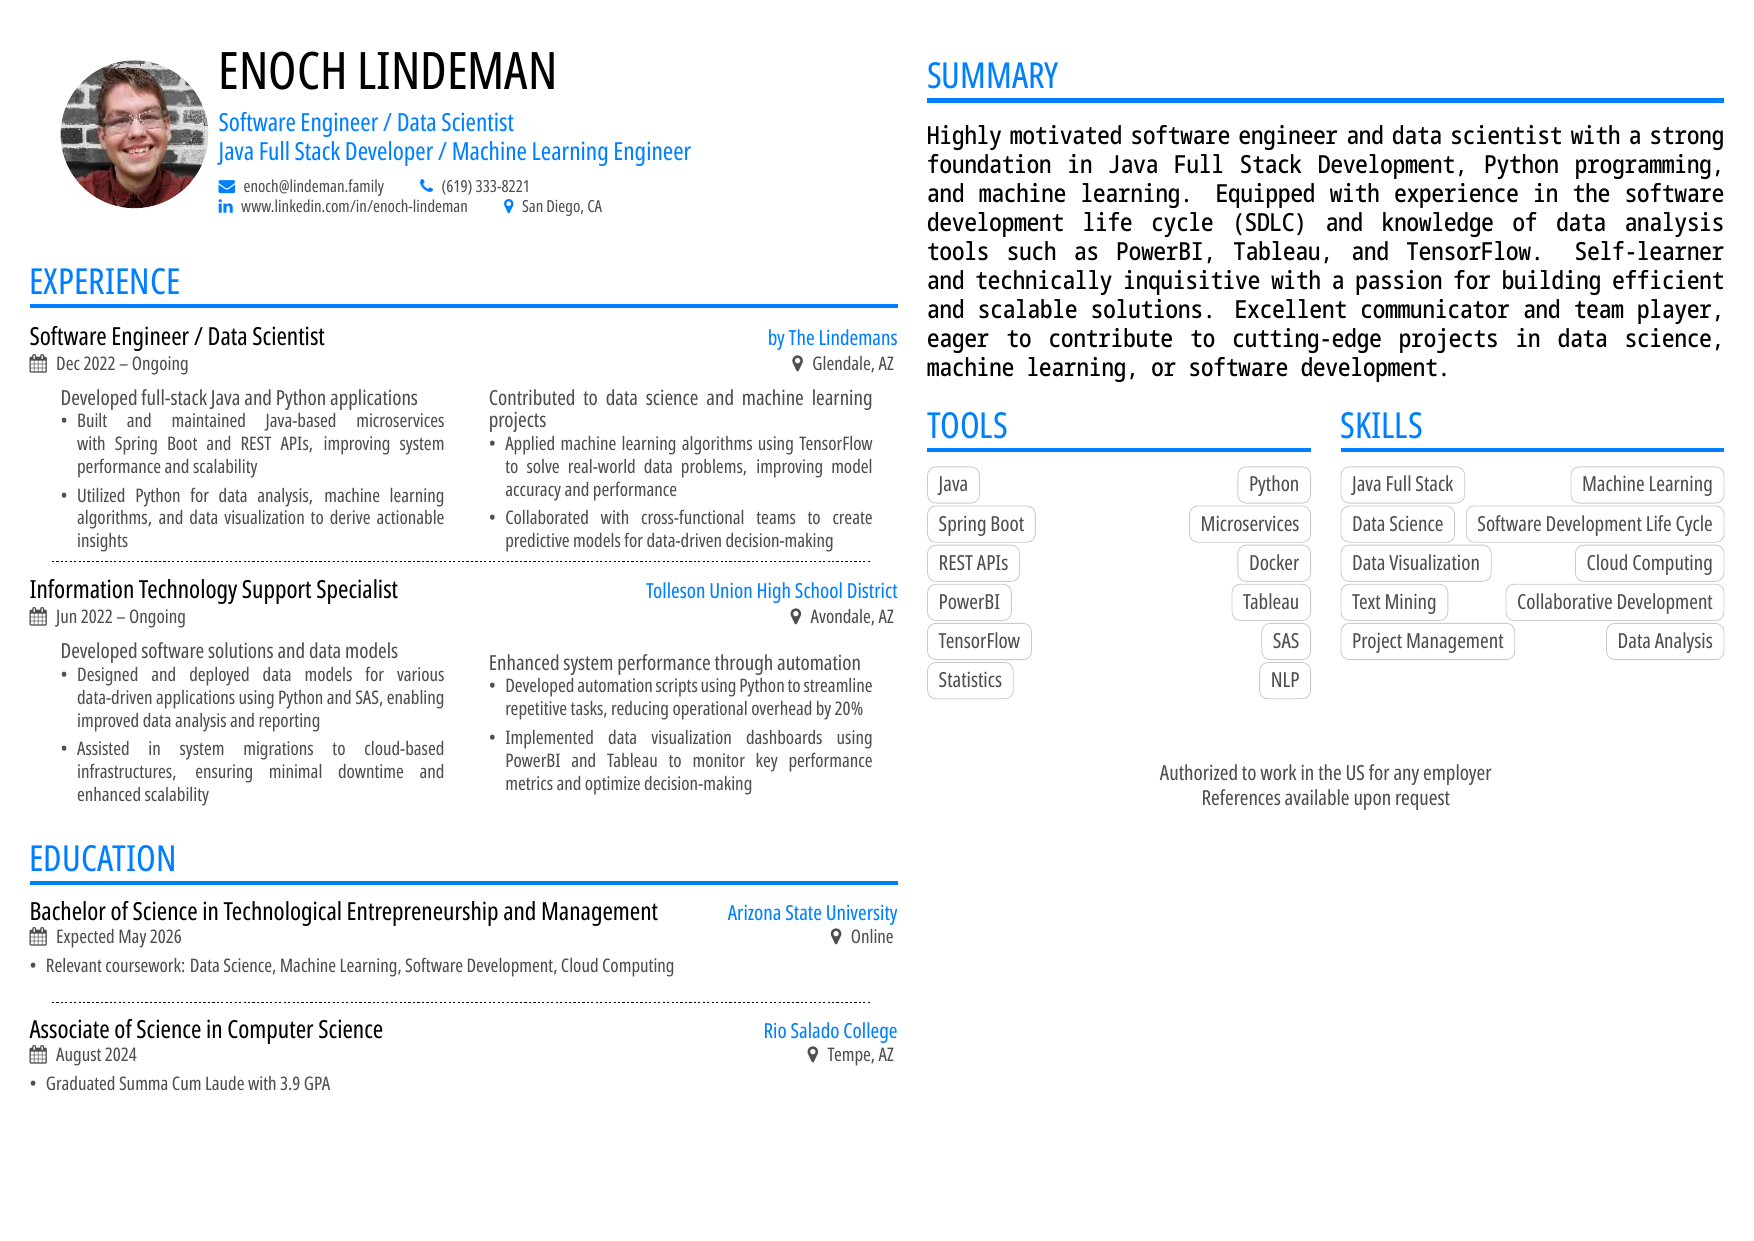 ENOCH LINDEMAN
Software Engineer / Data Scientist
Java Full Stack Developer / Machine Learning Engineer
enoch@lindeman.family (619) 333-8221
www.linkedin.com/in/enoch-lindeman San Diego, CA
EXPERIENCE
Software Engineer / Data Scientist by The Lindemans
Dec 2022 – Ongoing Glendale, AZ
Developed full-stack Java and Python applications
• Built and maintained Java-based microservices
with Spring Boot and REST APIs, improving system
performance and scalability
• Utilized Python for data analysis, machine learning
algorithms, and data visualization to derive actionable
insights
Contributed to data science and machine learning
projects
• Applied machine learning algorithms using TensorFlow
to solve real-world data problems, improving model
accuracy and performance
• Collaborated with cross-functional teams to create
predictive models for data-driven decision-making
Information Technology Support Specialist Tolleson Union High School District
Jun 2022 – Ongoing Avondale, AZ
Developed software solutions and data models
• Designed and deployed data models for various
data-driven applications using Python and SAS, enabling
improved data analysis and reporting
• Assisted in system migrations to cloud-based
infrastructures, ensuring minimal downtime and
enhanced scalability
Enhanced system performance through automation
• Developed automation scripts using Python to streamline
repetitive tasks, reducing operational overhead by 20%
• Implemented data visualization dashboards using
PowerBI and Tableau to monitor key performance
metrics and optimize decision-making
EDUCATION
Bachelor of Science in Technological Entrepreneurship and Management Arizona State University
Expected May 2026 Online
• Relevant coursework: Data Science, Machine Learning, Software Development, Cloud Computing
Associate of Science in Computer Science Rio Salado College
August 2024 Tempe, AZ
• Graduated Summa Cum Laude with 3.9 GPA
SUMMARY
Highly motivated software engineer and data scientist with a strong
foundation in Java Full Stack Development, Python programming,
and machine learning. Equipped with experience in the software
development life cycle (SDLC) and knowledge of data analysis
tools such as PowerBI, Tableau, and TensorFlow. Self-learner
and technically inquisitive with a passion for building efficient
and scalable solutions. Excellent communicator and team player,
eager to contribute to cutting-edge projects in data science,
machine learning, or software development.
TOOLS
Java Python
Spring Boot Microservices
REST APIs Docker
PowerBI Tableau
TensorFlow SAS
Statistics NLP
SKILLS
Java Full Stack Machine Learning
Data Science Software Development Life Cycle
Data Visualization Cloud Computing
Text Mining Collaborative Development
Project Management Data Analysis
Authorized to work in the US for any employer
References available upon request